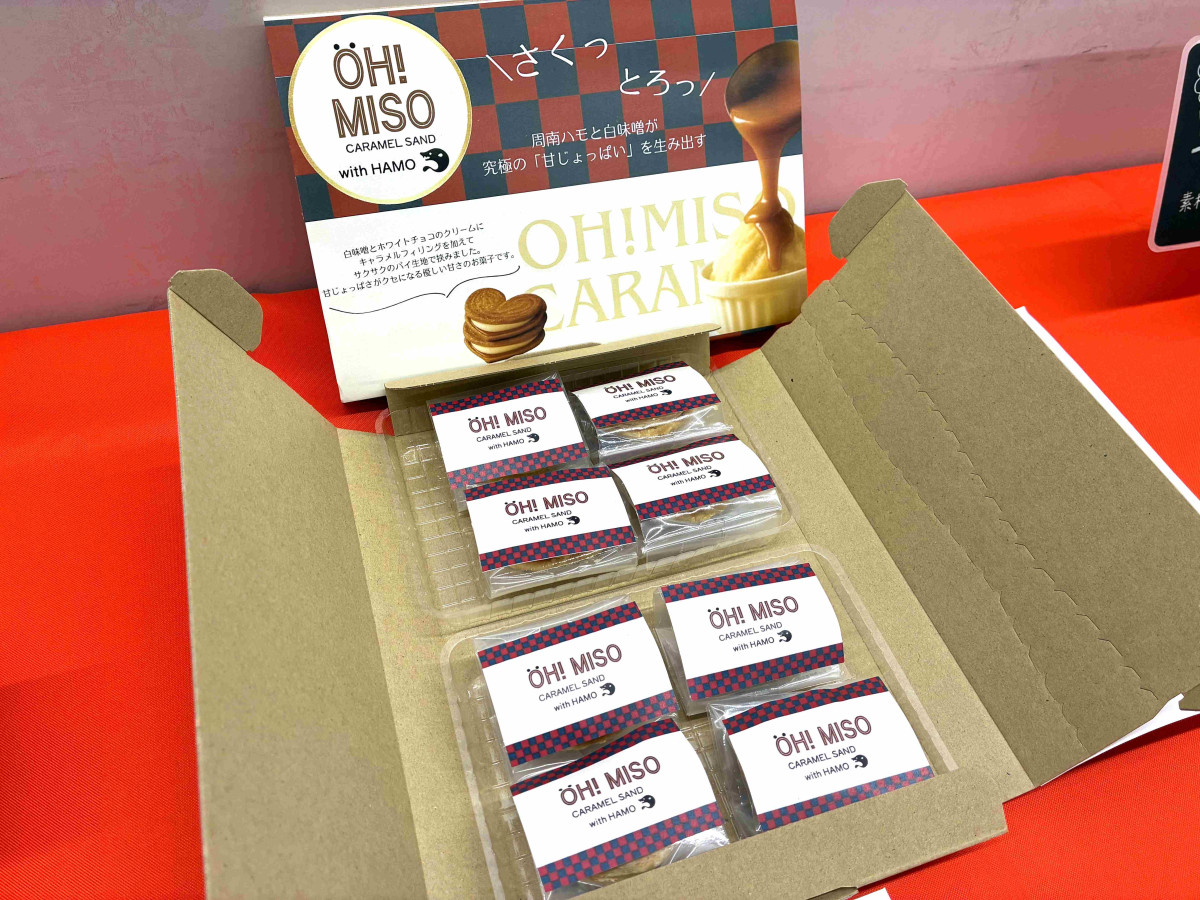 ÖH!
MISO
CARAMEL SAND
with HAMO
\さくっ
とろっ/
周南ハモと白味噌が
究極の「甘じょっぱい」を生み出す
白味噌とホワイトチョコのクリームに
キャラメルフィリングを加えて
サクサクのパイ生地で挟みました。
甘じょっぱさがクセになる優しい甘さのお菓子です。
OH!MISO
CARAM
ÖH! MISO
CARAMEL SAND
with HAMO
ÖH! MISO
CARAMEL SAND
with HAMO
ÖH! MISO
CARAMEL SAND
with HAMO
ÖH! MISO
CARAMEL SAND
with HAMO
ÖH! MISO
CARAMEL SAND
with HAMO
ÖH! MISO
CARAMEL SAND
with HAMO
ÖH! MISO
CARAMEL SAND
with HAMO
ÖH! MISO
CARAMEL SAND
with HAMO